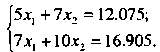 5x₁ + 7x₂ = 12.075;
7x₁ + 10x₂ = 16.905.